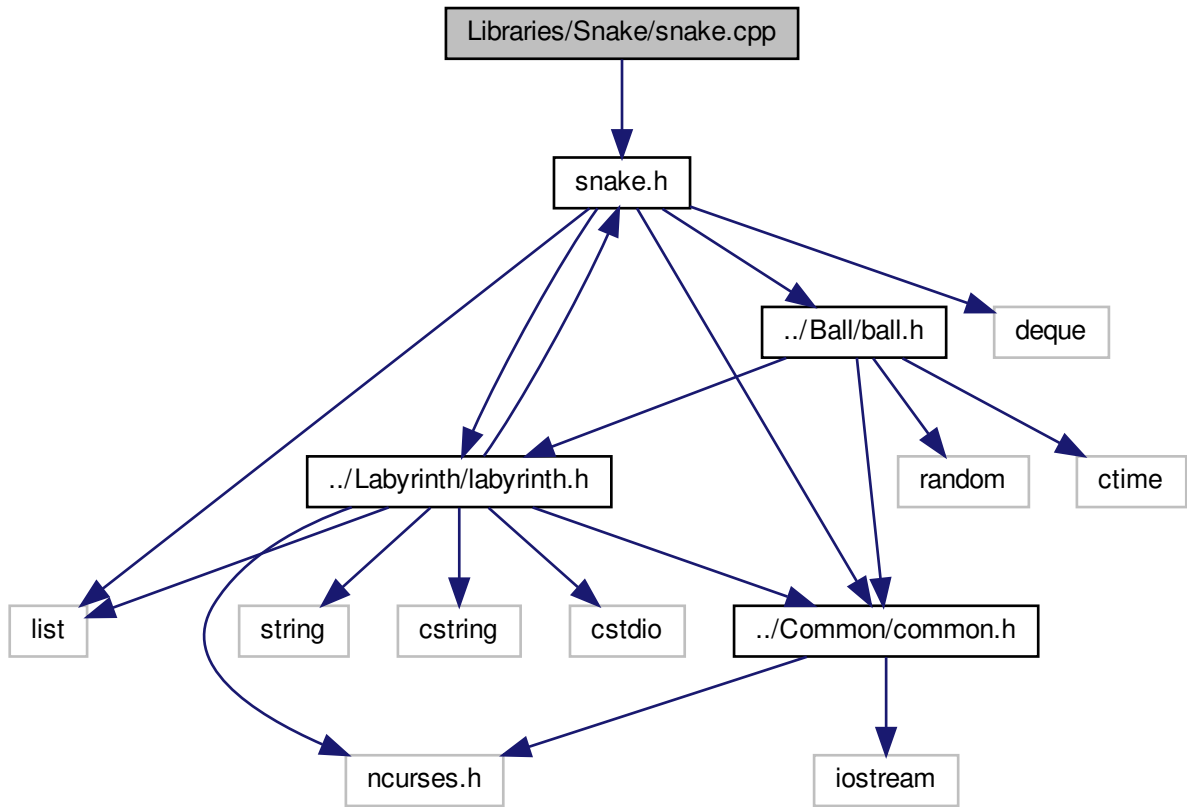 Libraries/Snake/snake.cpp
snake.h
../Ball/ball.h
deque
../Labyrinth/labyrinth.h
random
ctime
list
string
cstring
cstdio
../Common/common.h
ncurses.h
iostream